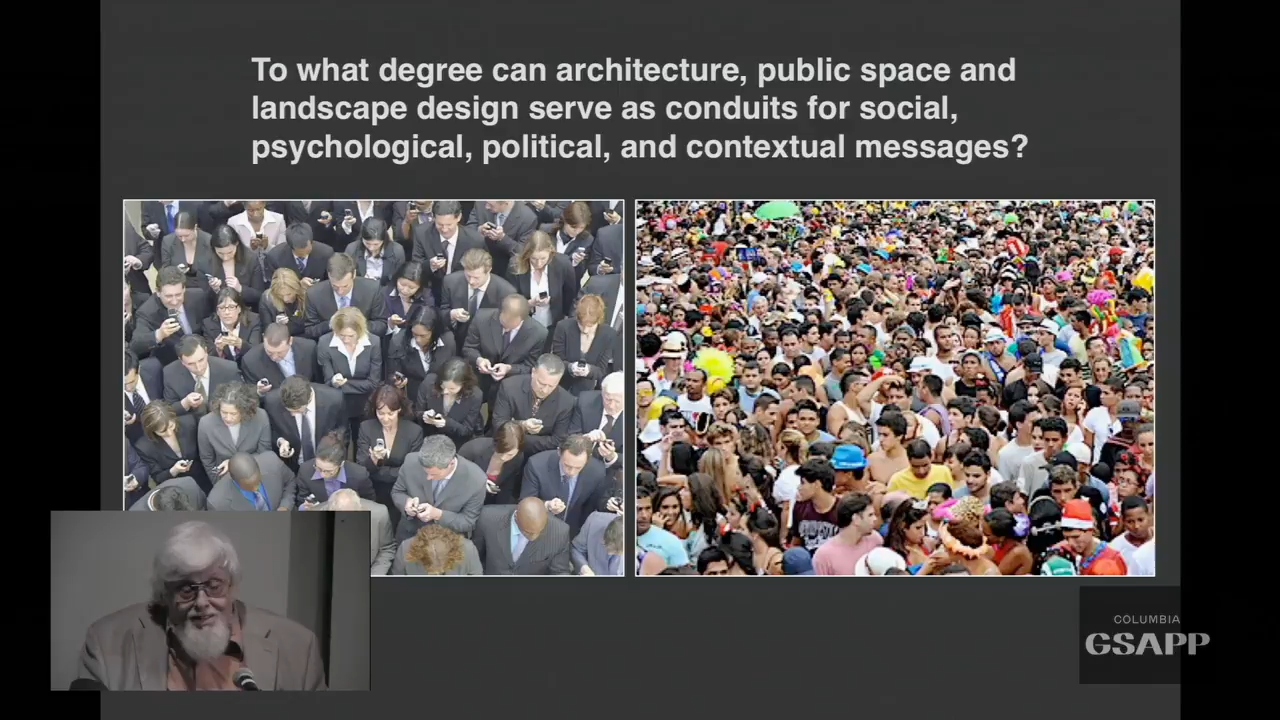 To what degree can architecture, public space and
landscape design serve as conduits for social,
psychological, political, and contextual messages?
COLUMBIA
GSAPP